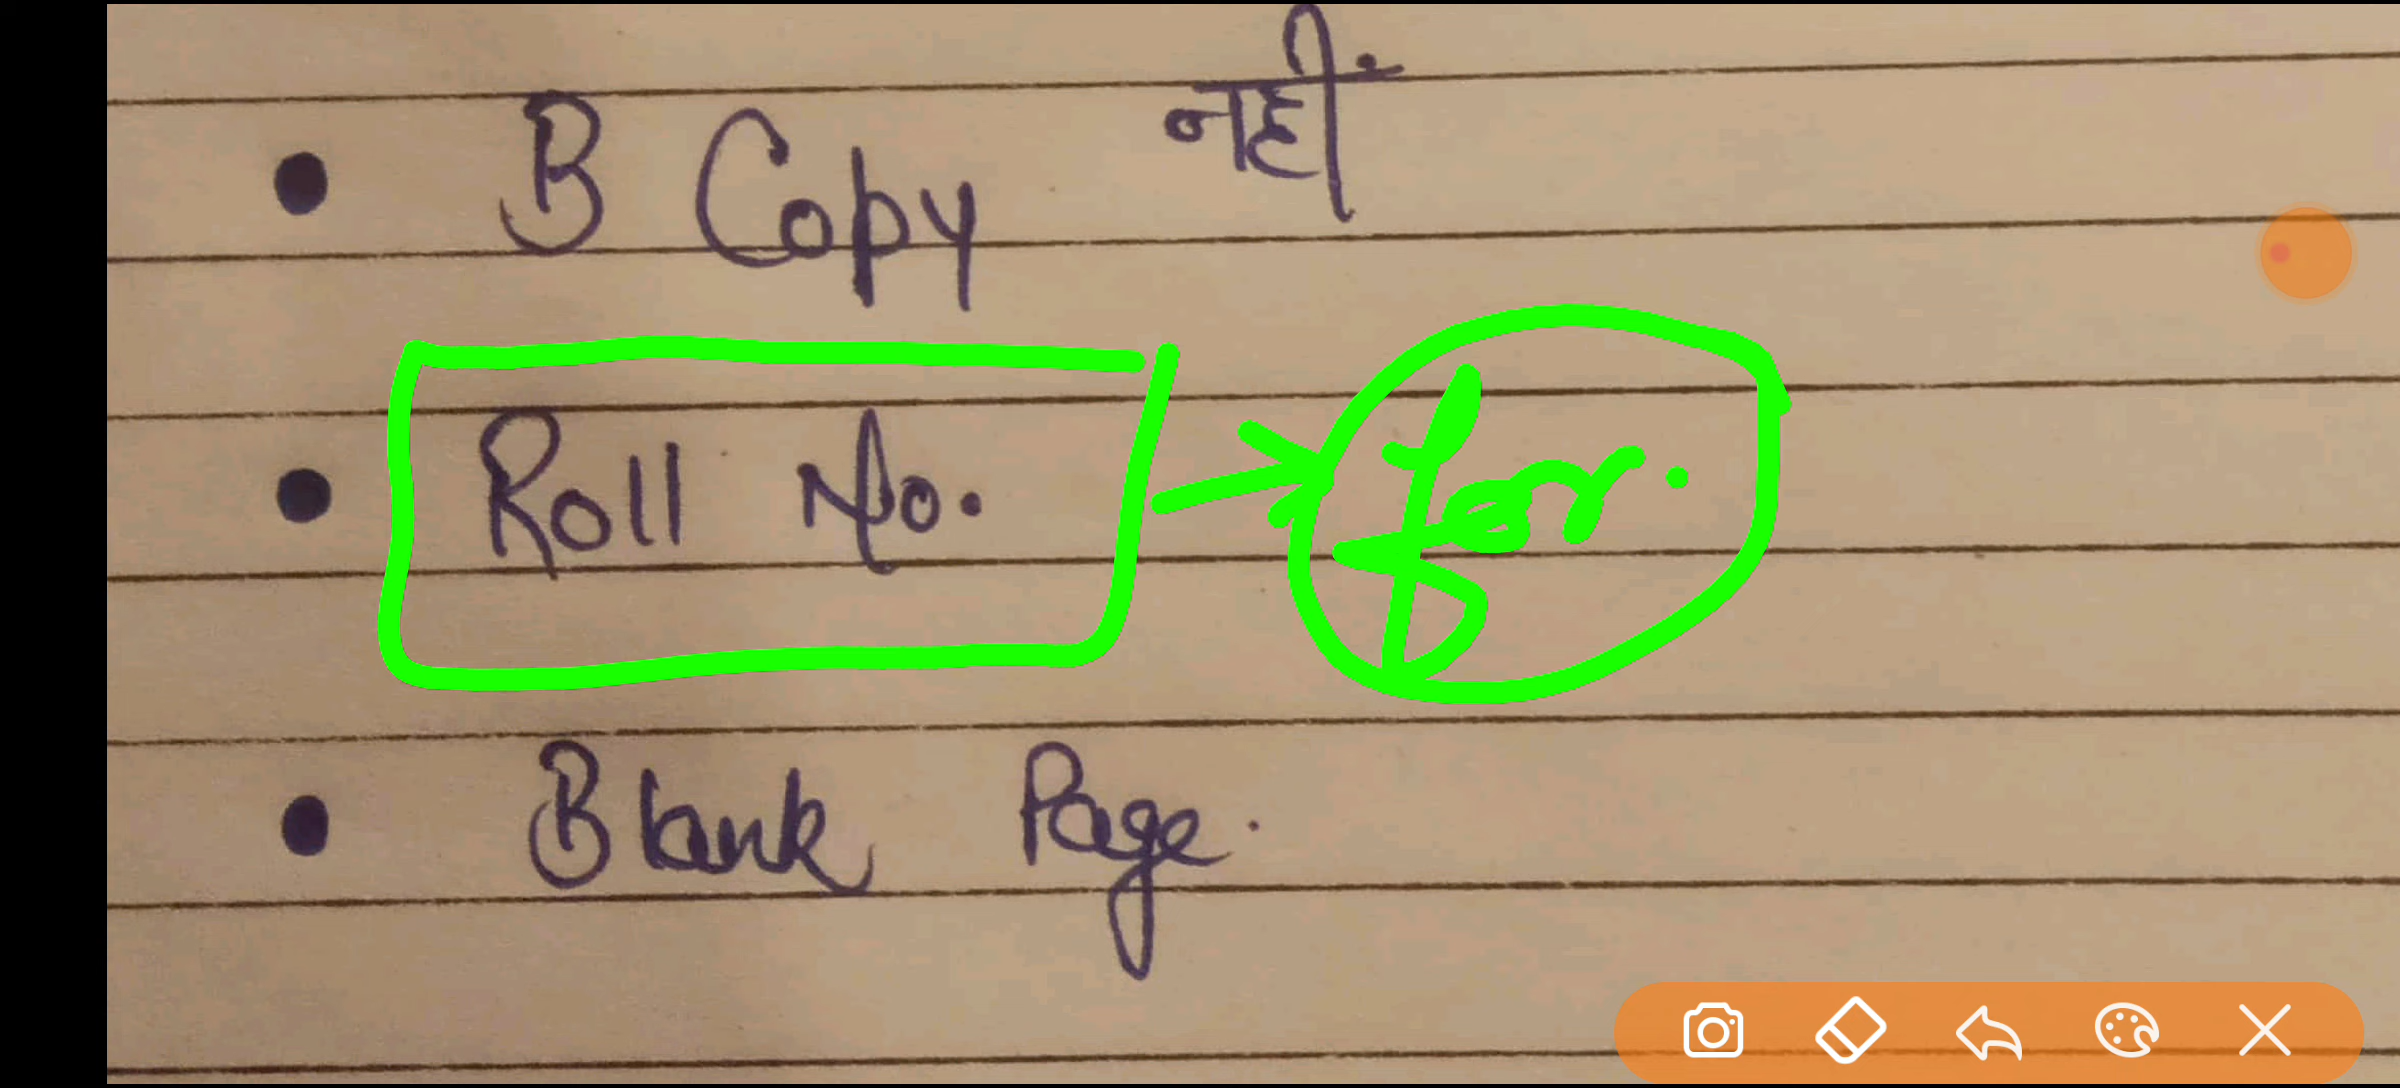 नहीं
• B Copy
• Roll No. → for.
• Blank Page.